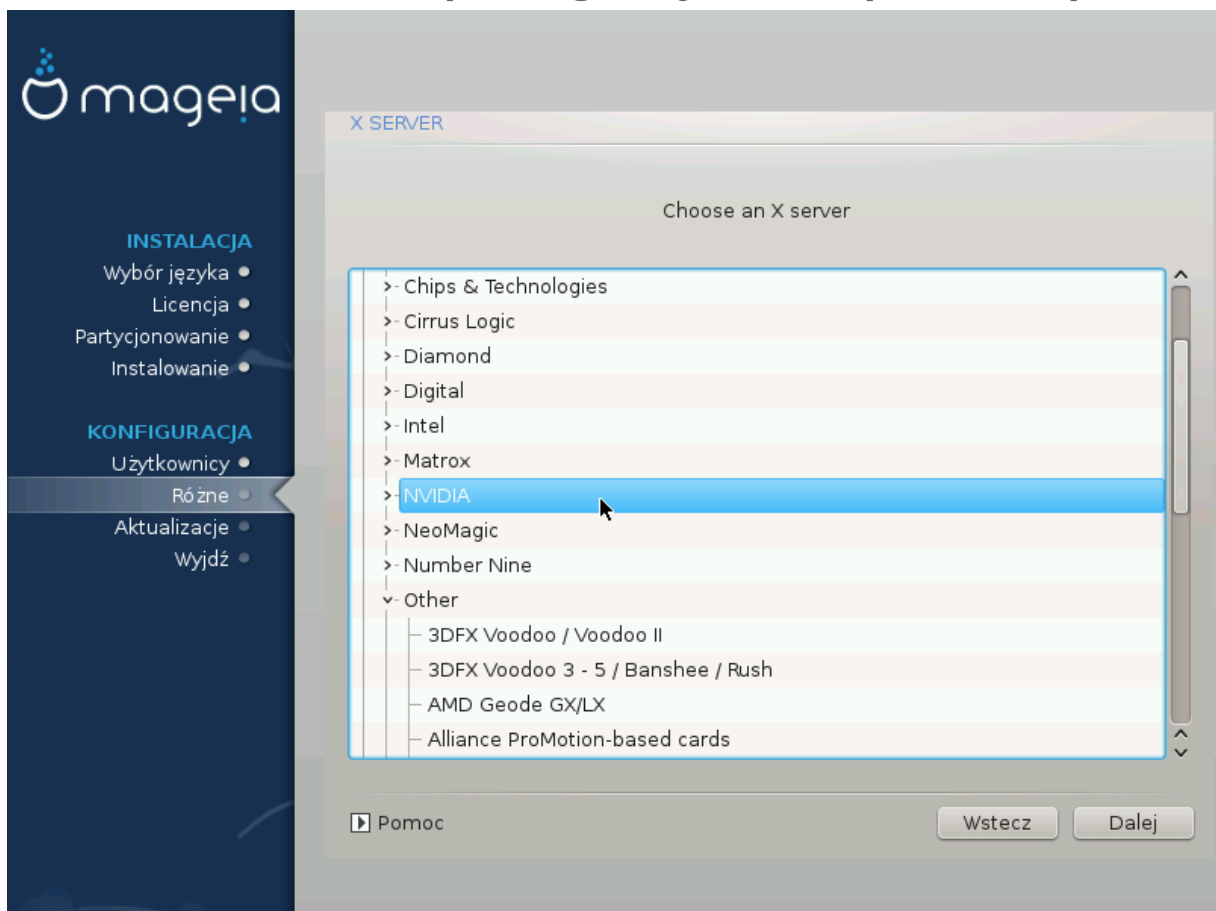 mageia
INSTALACJA
Wybór języka
Licencja
Partycjonowanie
Instalowanie
KONFIGURACJA
Użytkownicy
Różne
Aktualizacje
Wyjdź
X SERVER
Choose an X server
Chips & Technologies
Cirrus Logic
Diamond
Digital
Intel
Matrox
NVIDIA
NeoMagic
Number Nine
Other
3DFX Voodoo / Voodoo II
3DFX Voodoo 3 - 5 / Banshee / Rush
AMD Geode GX/LX
Alliance ProMotion-based cards
Pomoc
Wstecz
Dalej